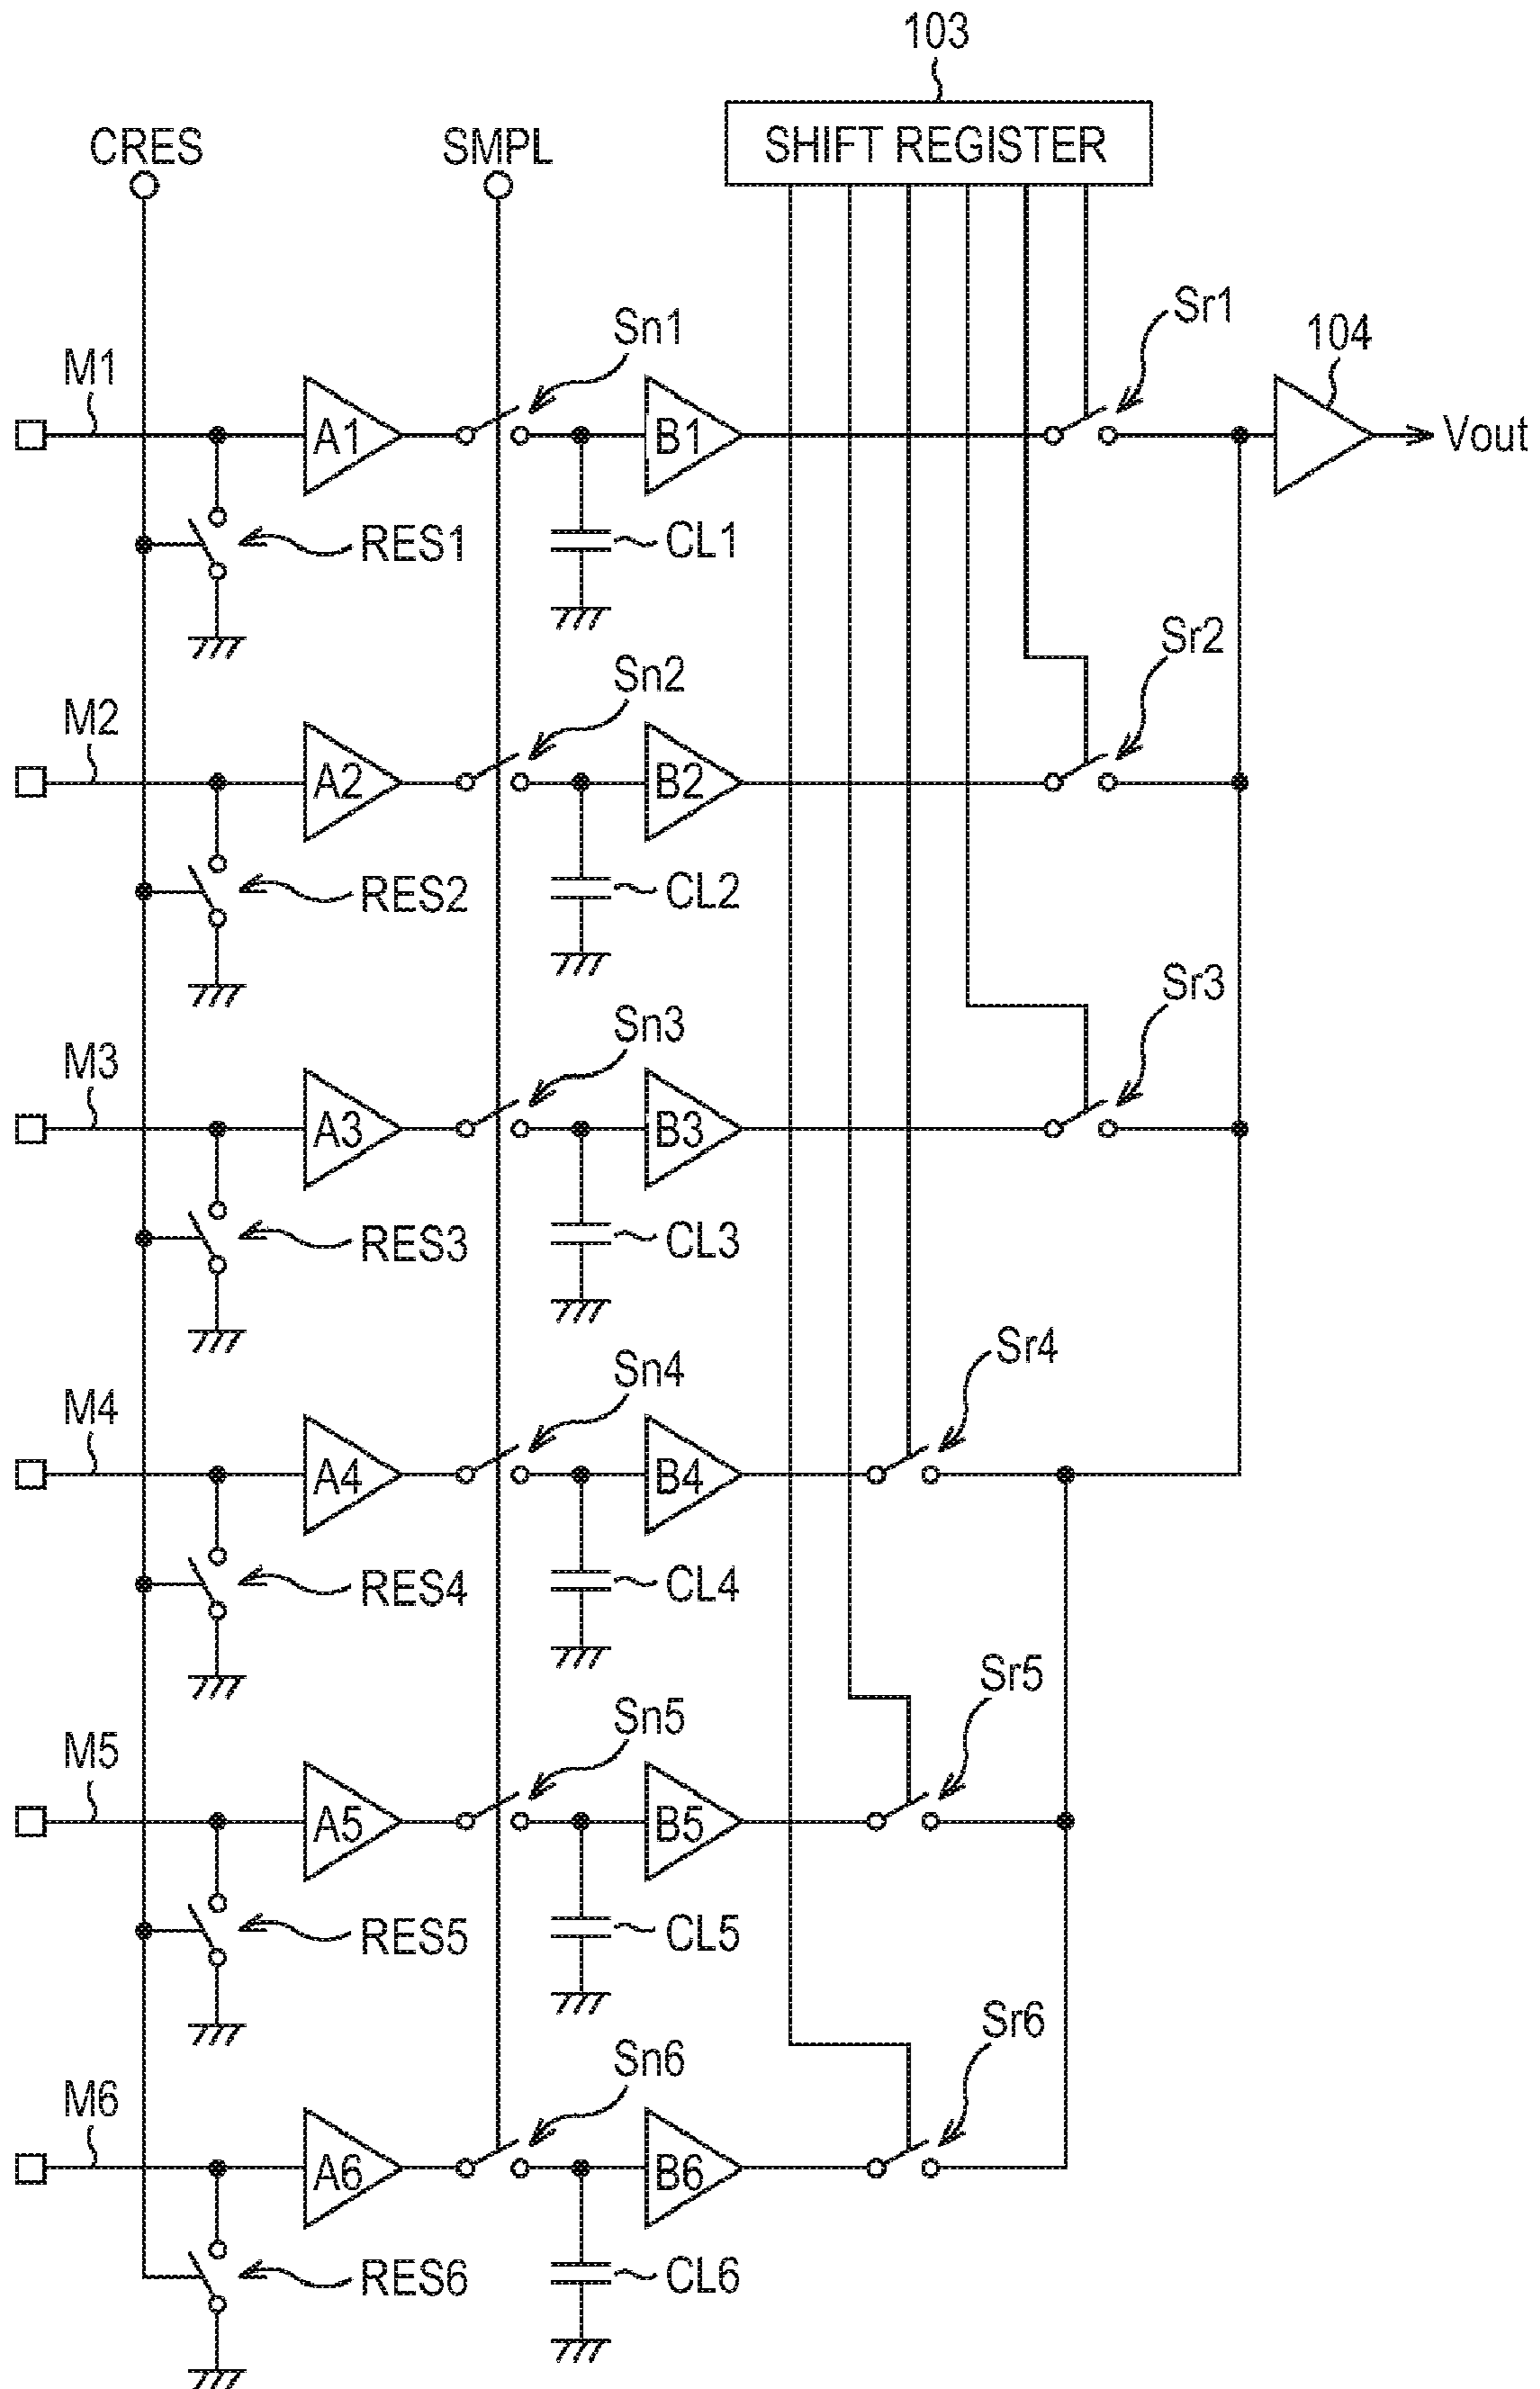 103
CRES
SMPL
SHIFT REGISTER
Sr1
Sn1
104
M1
A1
B1
Vout
RES1
CL1
Sr2
Sn2
M2
A2
B2
RES2
CL2
Sr3
Sn3
M3
A3
B3
RES3
CL3
Sr4
Sn4
M4
A4
B4
RES4
CL4
Sr5
Sn5
M5
A5
B5
RES5
CL5
Sr6
Sn6
M6
A6
B6
RES6
CL6